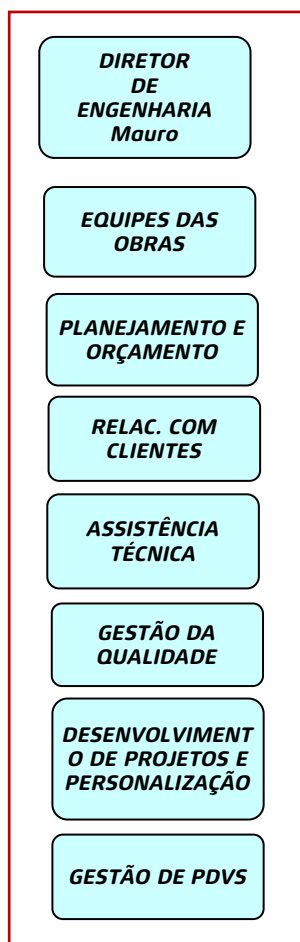 DIRETOR
DE
ENGENHARIA
Mauro
EQUIPES DAS
OBRAS
PLANEJAMENTO E
ORÇAMENTO
RELAC. COM
CLIENTES
ASSISTÊNCIA
TÉCNICA
GESTÃO DA
QUALIDADE
DESENVOLVIMENT
O DE PROJETOS E
PERSONALIZAÇÃO
GESTÃO DE PDVS